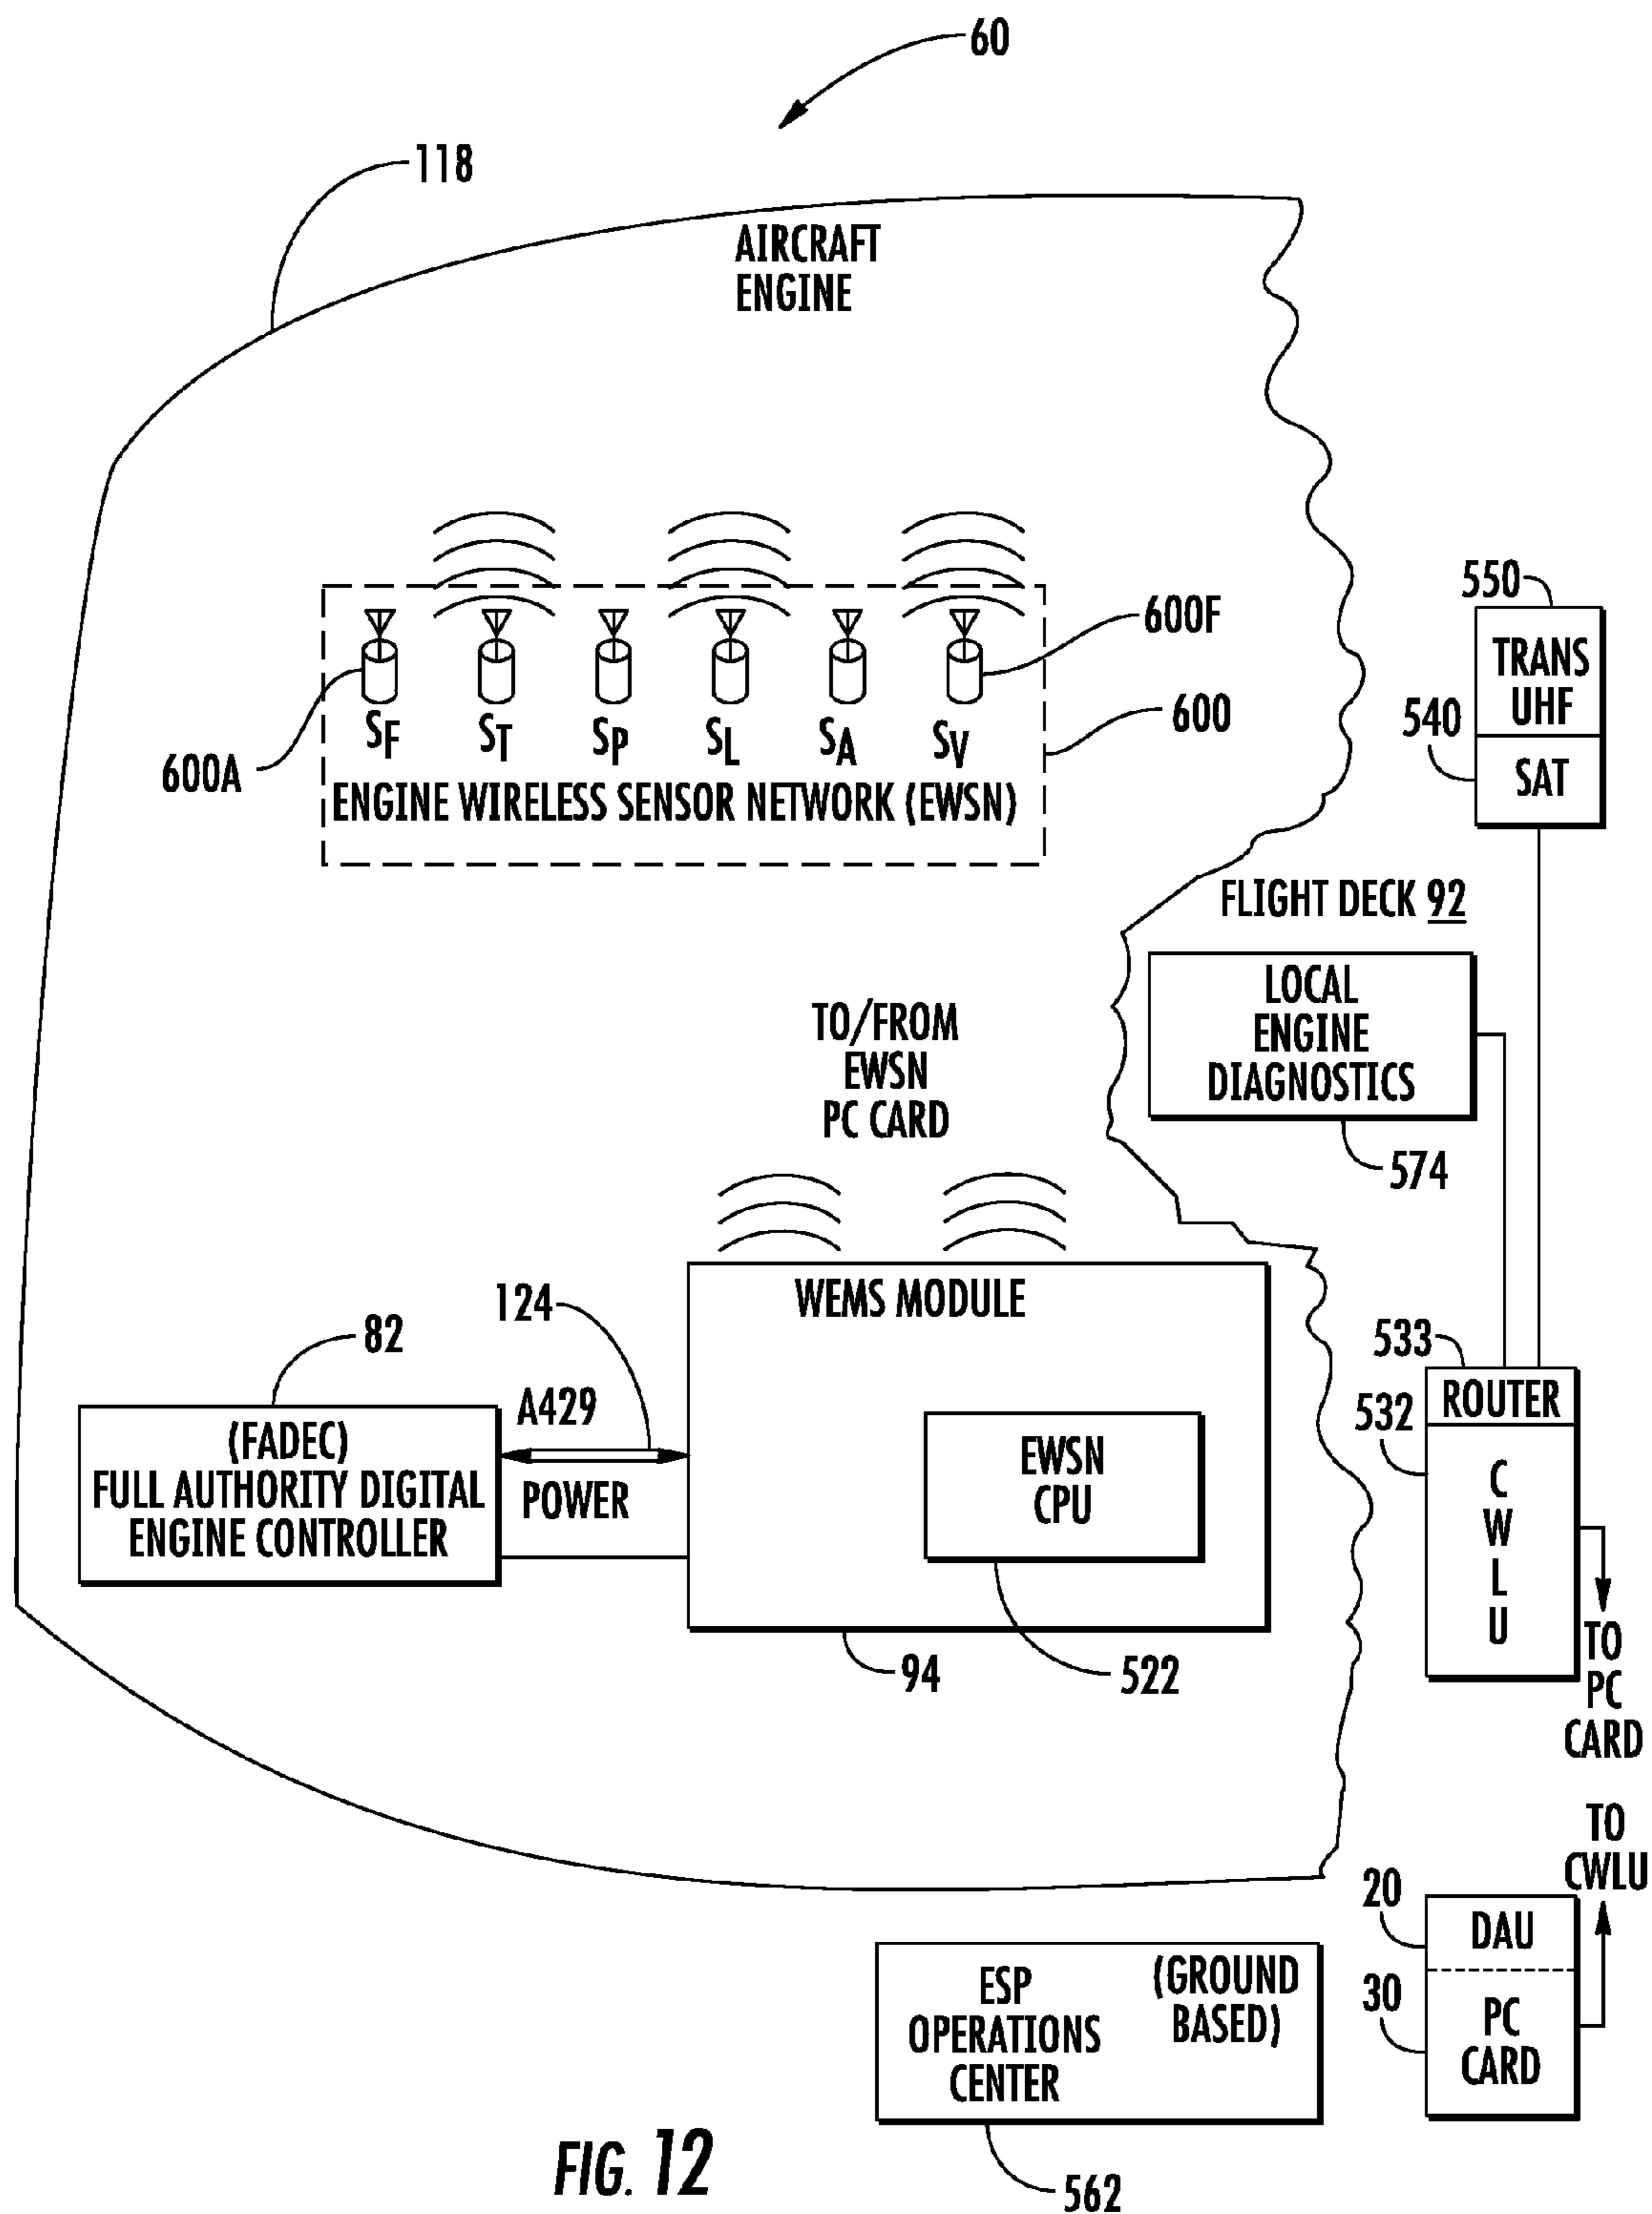 60
118
AIRCRAFT
ENGINE
600F
600
600A
SF ST SP SL SA SV
ENGINE WIRELESS SENSOR NETWORK (EWSN)
550
TRANS
UHF
540
SAT
FLIGHT DECK 92
LOCAL
ENGINE
DIAGNOSTICS
574
TO/FROM
EWSN
PC CARD
WEMS MODULE
124
82
A429
POWER
(FADEC)
FULL AUTHORITY DIGITAL
ENGINE CONTROLLER
EWSN
CPU
94
522
533
ROUTER
532
C
W
L
U
TO
PC
CARD
TO
CWLU
20
DAU
30
PC
CARD
ESP
OPERATIONS
CENTER
(GROUND
BASED)
562
FIG. 12